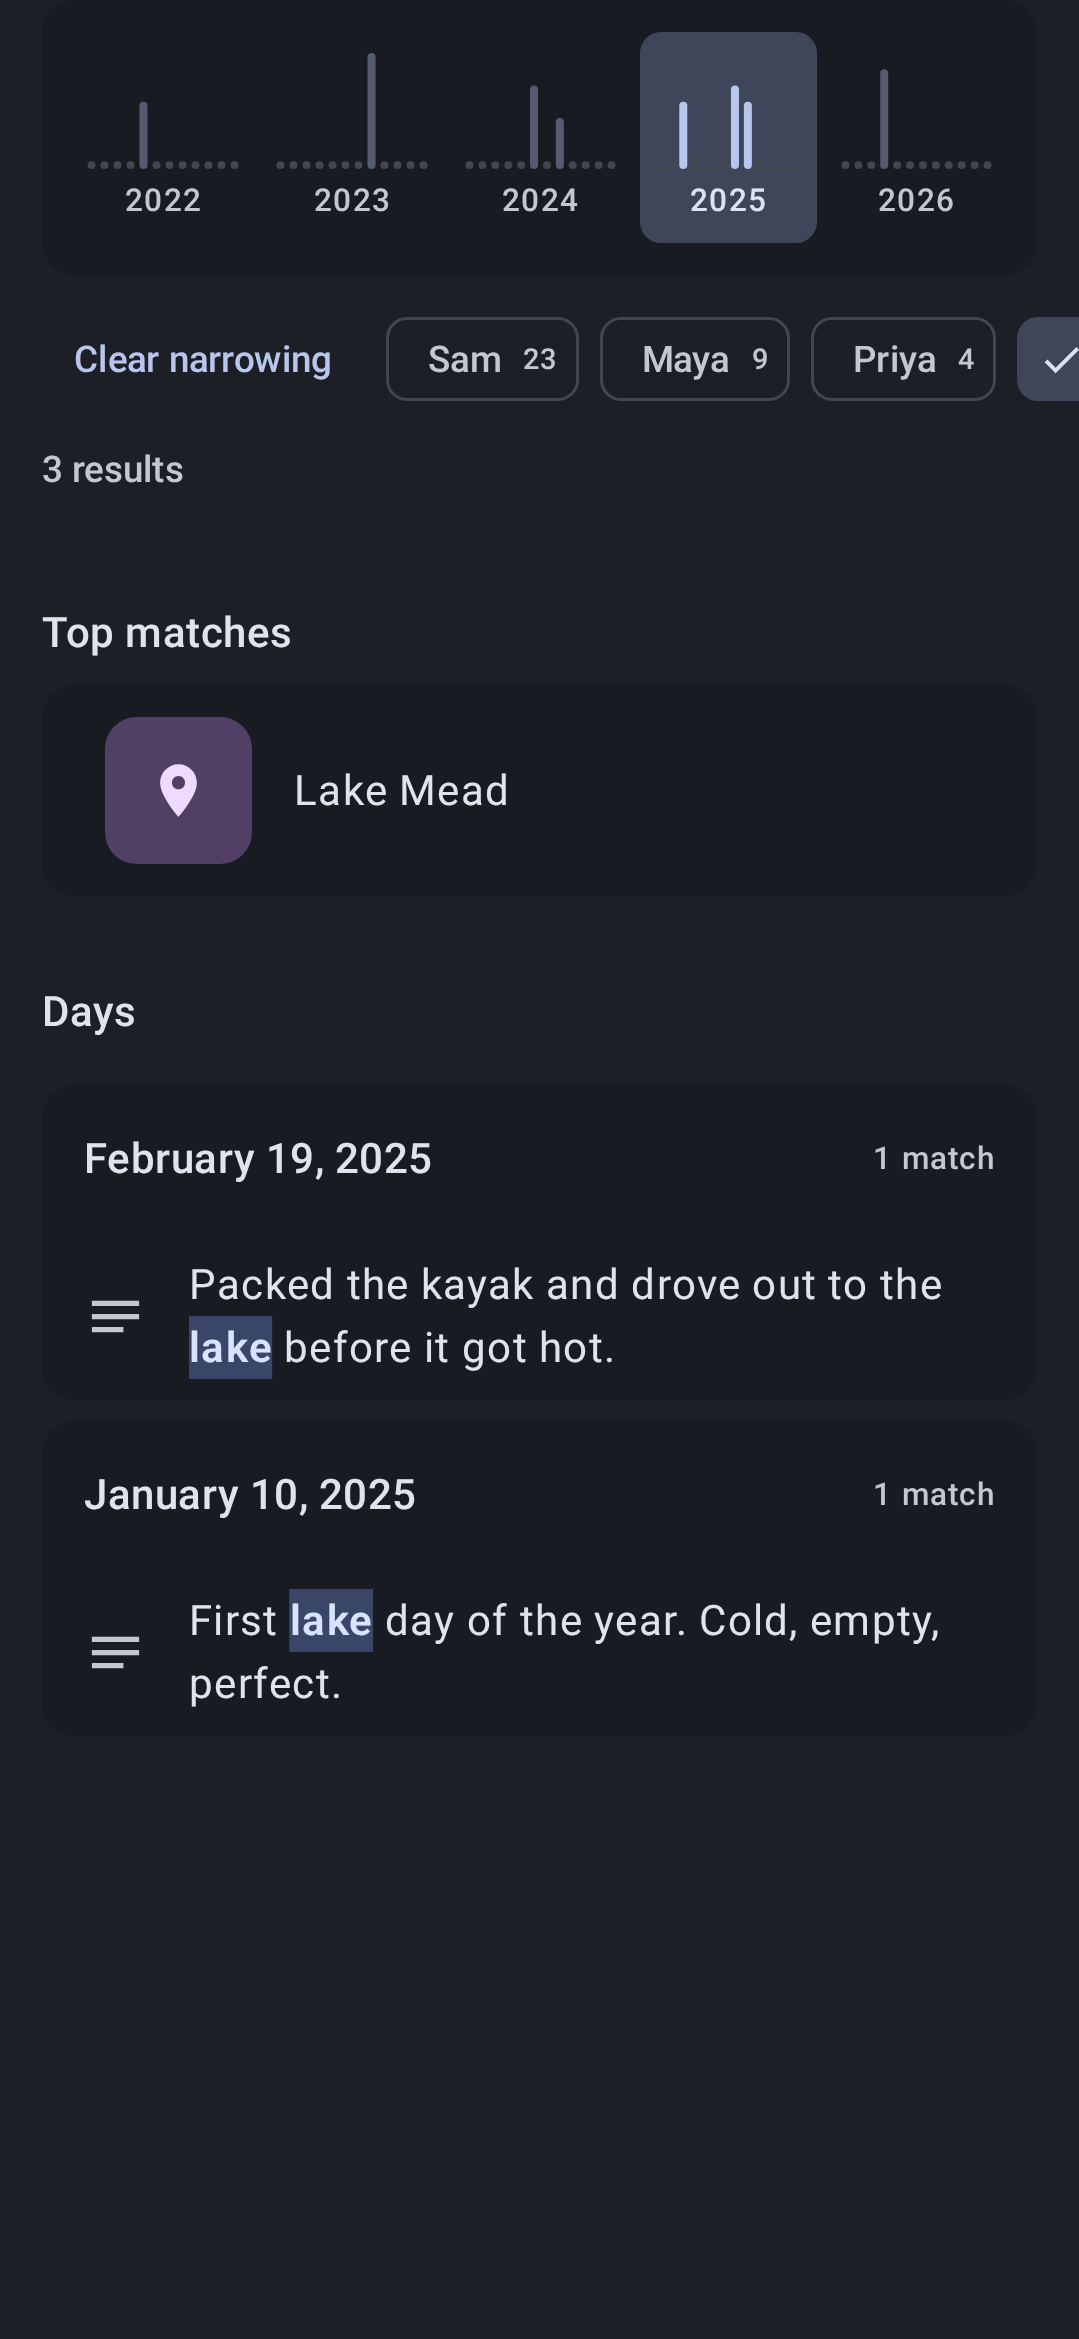 2022 2023 2024 2025 2026
Clear narrowing Sam 23 Maya 9 Priya 4
3 results
Top matches
Lake Mead
Days
February 19, 2025 1 match
Packed the kayak and drove out to the
lake before it got hot.
January 10, 2025 1 match
First lake day of the year. Cold, empty,
perfect.